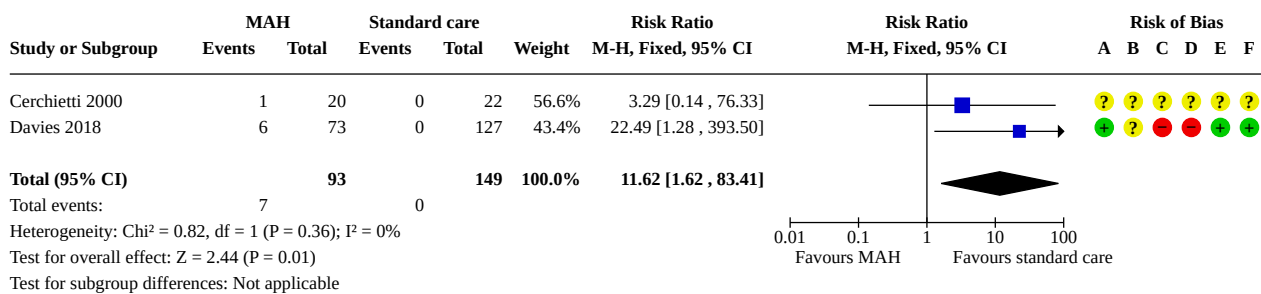 MAH Standard care Risk Ratio Risk Ratio Risk of Bias
Study or Subgroup Events Total Events Total Weight M-H, Fixed, 95% CI M-H, Fixed, 95% CI A B C D E F
Cerchietti 2000 1 20 0 22 56.6% 3.29 [0.14 , 76.33] ? ? ? ? ? ?
Davies 2018 6 73 0 127 43.4% 22.49 [1.28 , 393.50] + ? − − + +
Total (95% CI) 93 149 100.0% 11.62 [1.62 , 83.41]
Total events: 7 0
Heterogeneity: Chi² = 0.82, df = 1 (P = 0.36); I² = 0%
0.01 0.1 1 10 100
Test for overall effect: Z = 2.44 (P = 0.01) Favours MAH Favours standard care
Test for subgroup differences: Not applicable